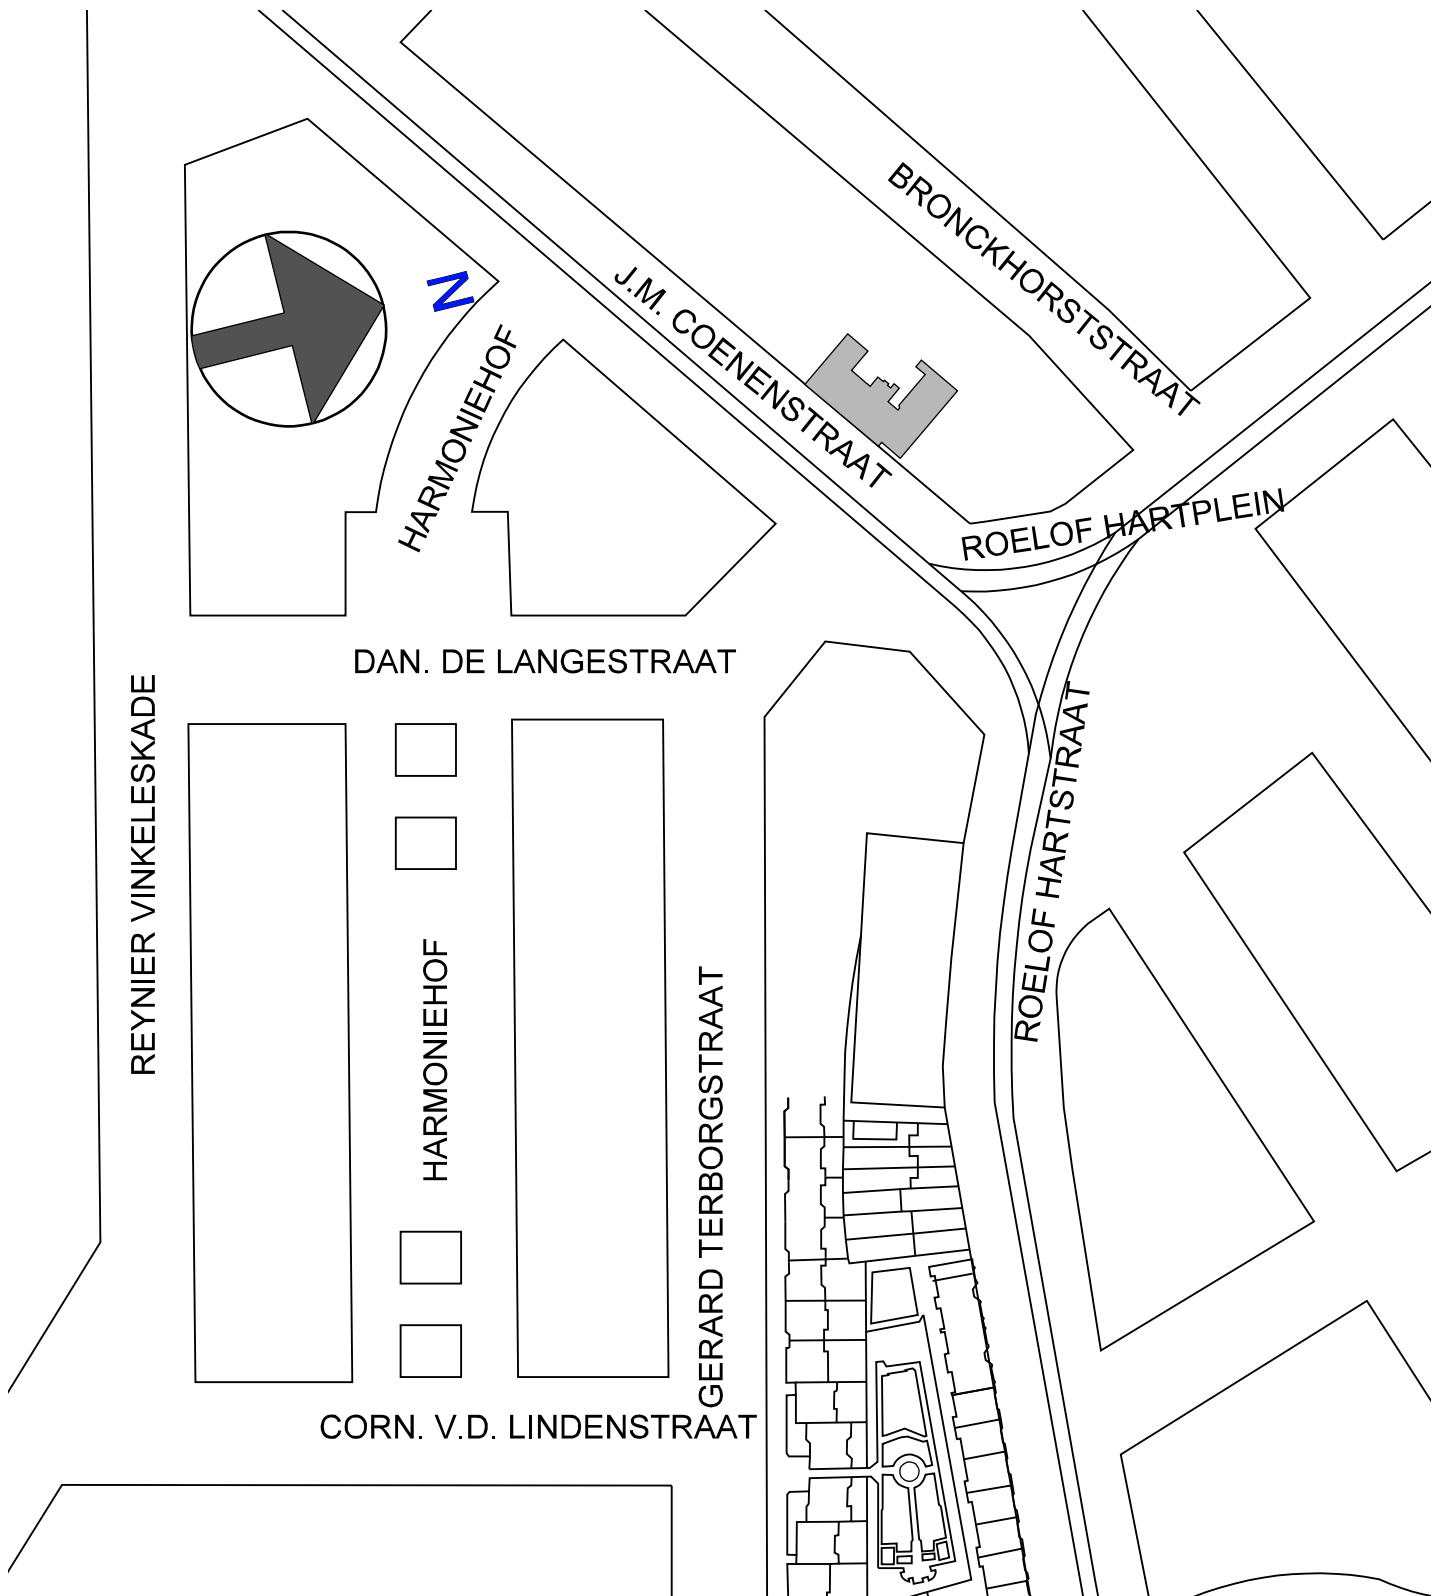 BRONCKHORSTSTRAAT
J.M. COENENSTRAAT
N
HARMONIEHOF
ROELOF HARTPLEIN
DAN. DE LANGESTRAAT
REYNIER VINKELESKADE
ROELOF HARTSTRAAT
HARMONIEHOF
GERARD TERBORGSTRAAT
CORN. V.D. LINDENSTRAAT